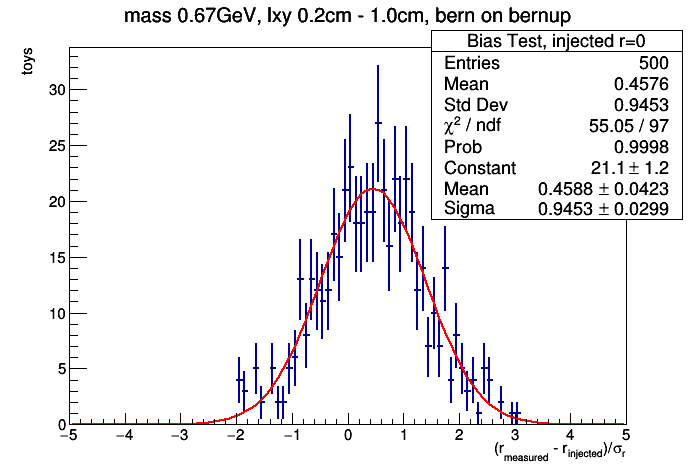 mass 0.67GeV, lxy 0.2cm - 1.0cm, bern on bernup
Bias Test, injected r=0
Entries 500
Mean 0.4576
Std Dev 0.9453
χ² / ndf 55.05 / 97
Prob 0.9998
Constant 21.1 ± 1.2
Mean 0.4588 ± 0.0423
Sigma 0.9453 ± 0.0299
toys
30
25
20
15
10
5
0
−5 −4 −3 −2 −1 0 1 2 3 4 5
(r_measured - r_injected)/σ_r